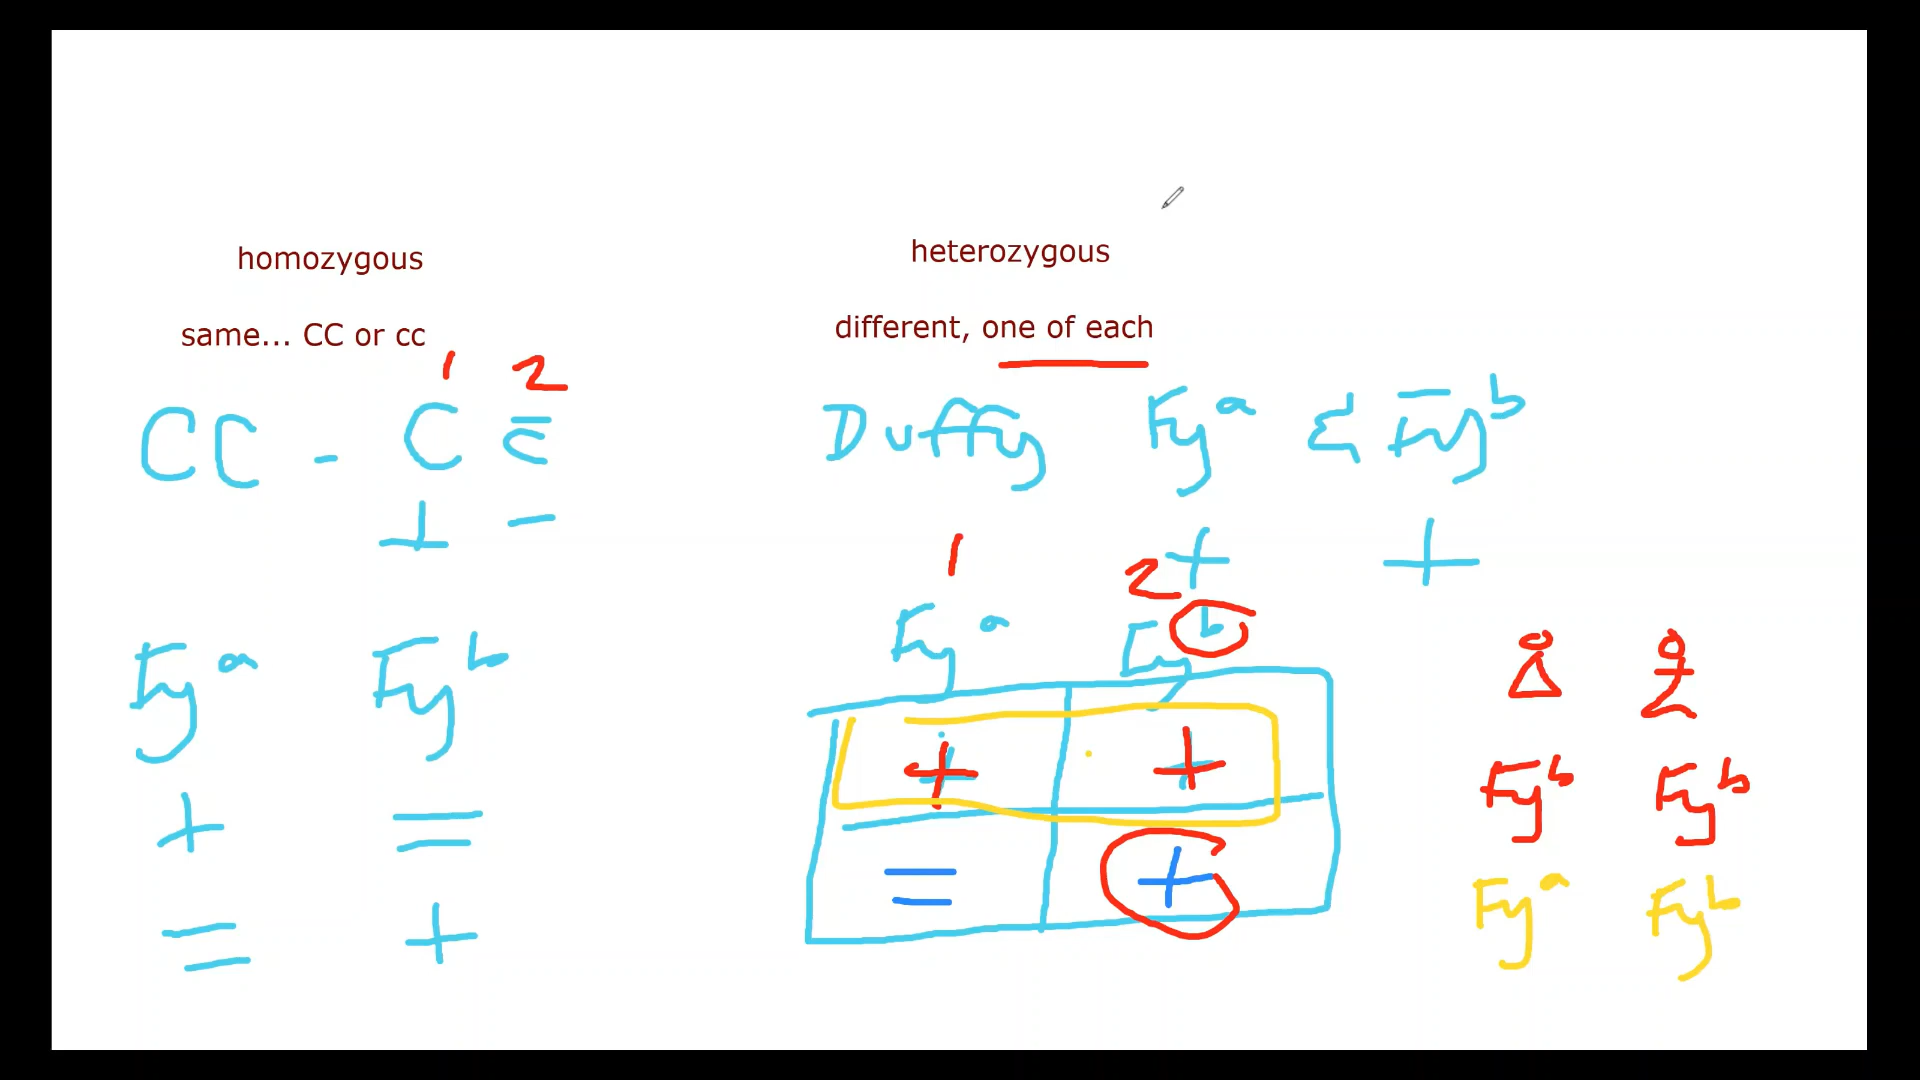 homozygous
same... CC or cc
1 2
CC - C c̅
+ -
Fyᵃ Fyᵇ
+ =
= +
heterozygous
different, one of each
Duffy Fyᵃ & Fyᵇ
+ +
1 2
Fyᵃ Fyᵇ
+ +
= +
Fyᵇ Fyᵇ
Fyᵃ Fyᵇ